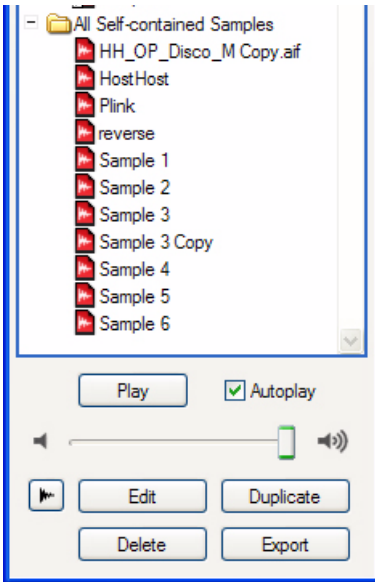 All Self-contained Samples
HH_OP_Disco_M Copy.aif
HostHost
Plink
reverse
Sample 1
Sample 2
Sample 3
Sample 3 Copy
Sample 4
Sample 5
Sample 6
Play
Autoplay
Edit
Duplicate
Delete
Export